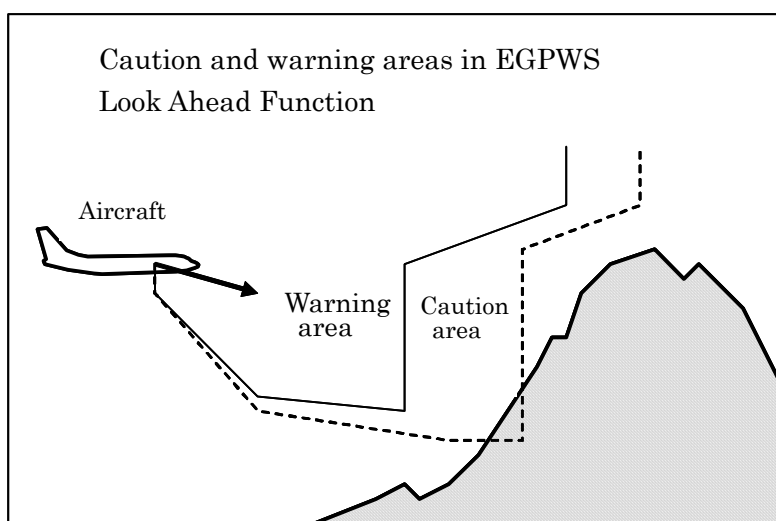 Caution and warning areas in EGPWS
Look Ahead Function
Aircraft
Warning
area
Caution
area